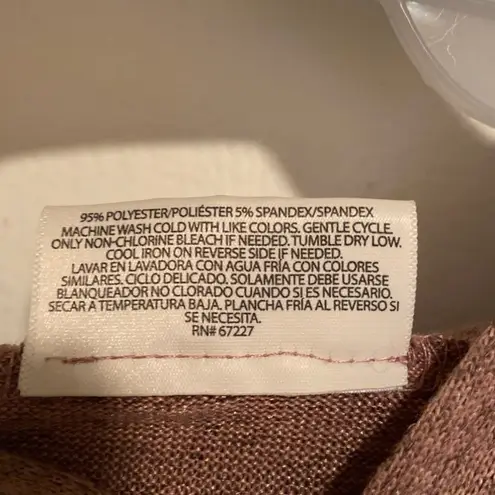 95% POLYESTER/POLIÉSTER 5% SPANDEX/SPANDEX
MACHINE WASH COLD WITH LIKE COLORS. GENTLE CYCLE.
ONLY NON-CHLORINE BLEACH IF NEEDED. TUMBLE DRY LOW.
COOL IRON ON REVERSE SIDE IF NEEDED.
LAVAR EN LAVADORA CON AGUA FRÍA CON COLORES
SIMILARES. CICLO DELICADO. SOLAMENTE DEBE USARSE
BLANQUEADOR NO CLORADO CUANDO SI ES NECESARIO.
SECAR A TEMPERATURA BAJA. PLANCHA FRÍA AL REVERSO SI
SE NECESITA.
RN# 67227